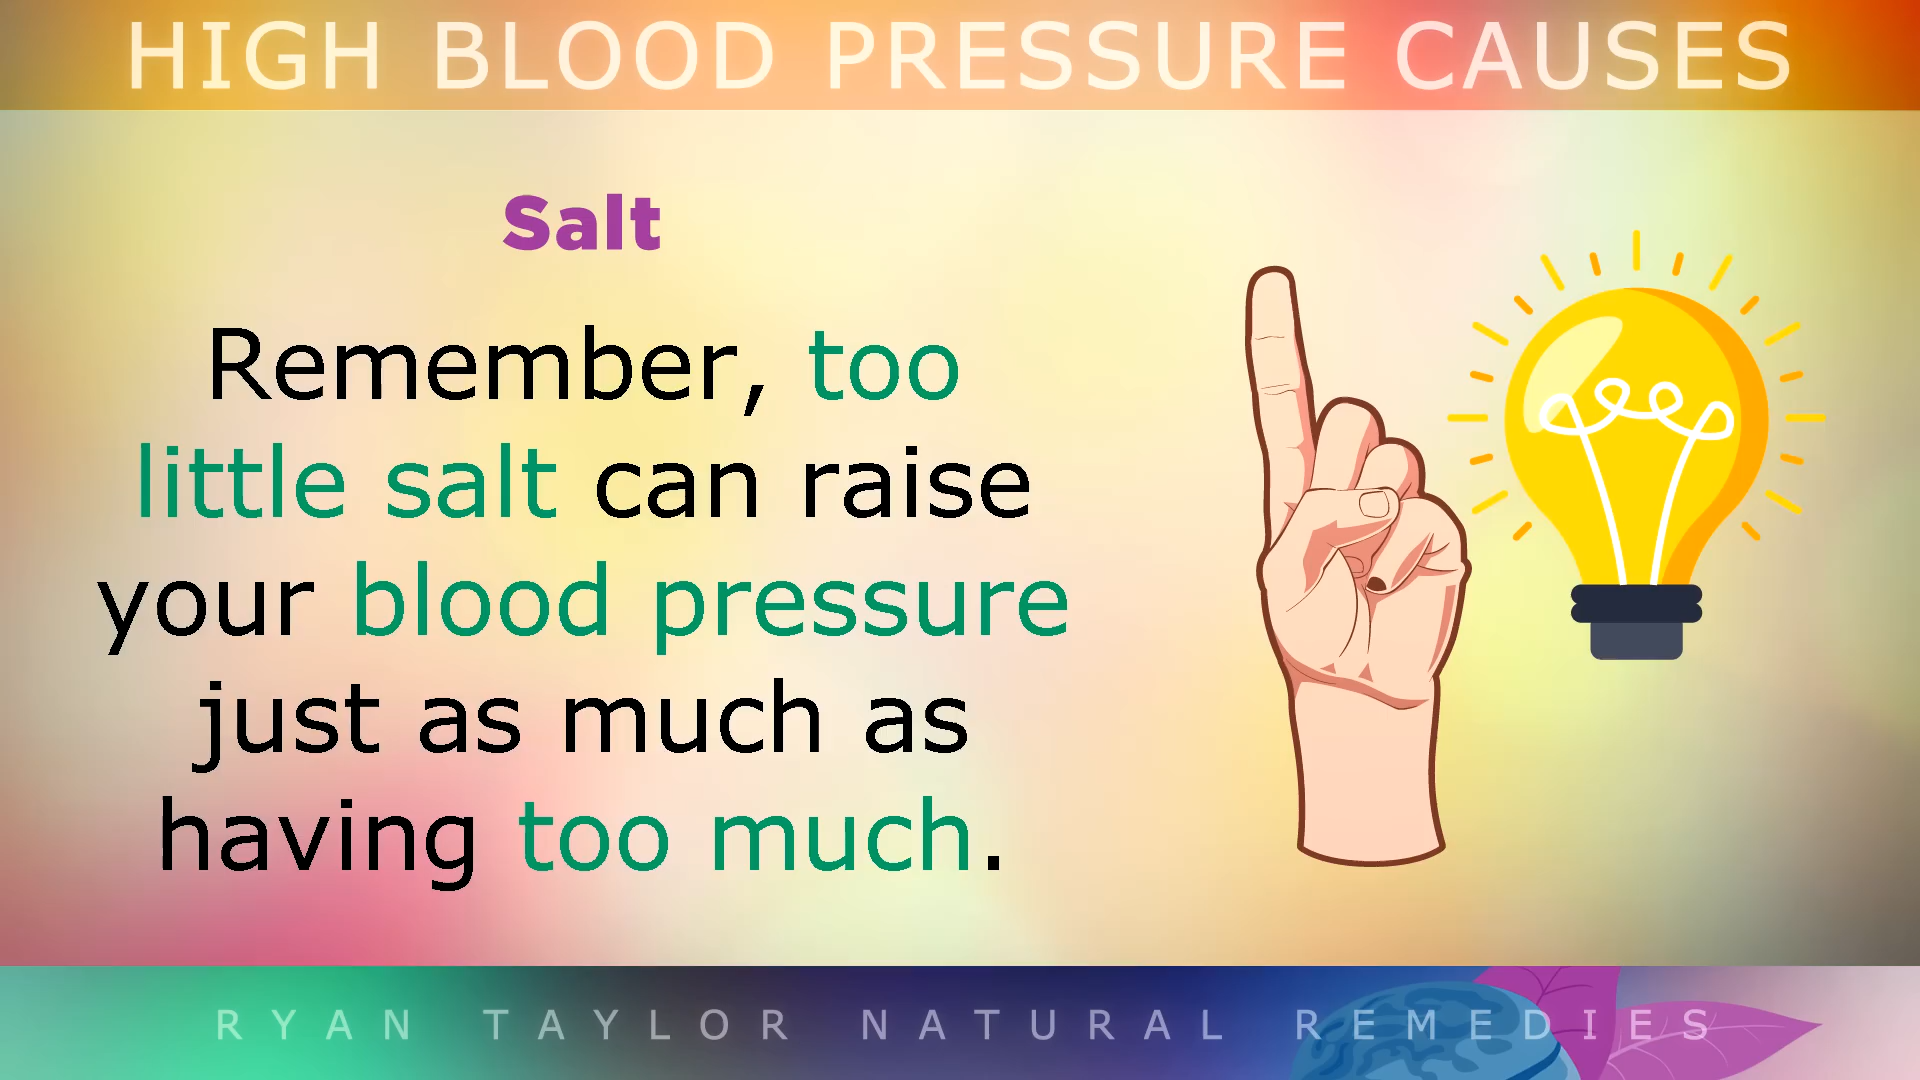 HIGH BLOOD PRESSURE CAUSES
Salt
Remember, too
little salt can raise
your blood pressure
just as much as
having too much.
RYAN TAYLOR NATURAL REMEDIES